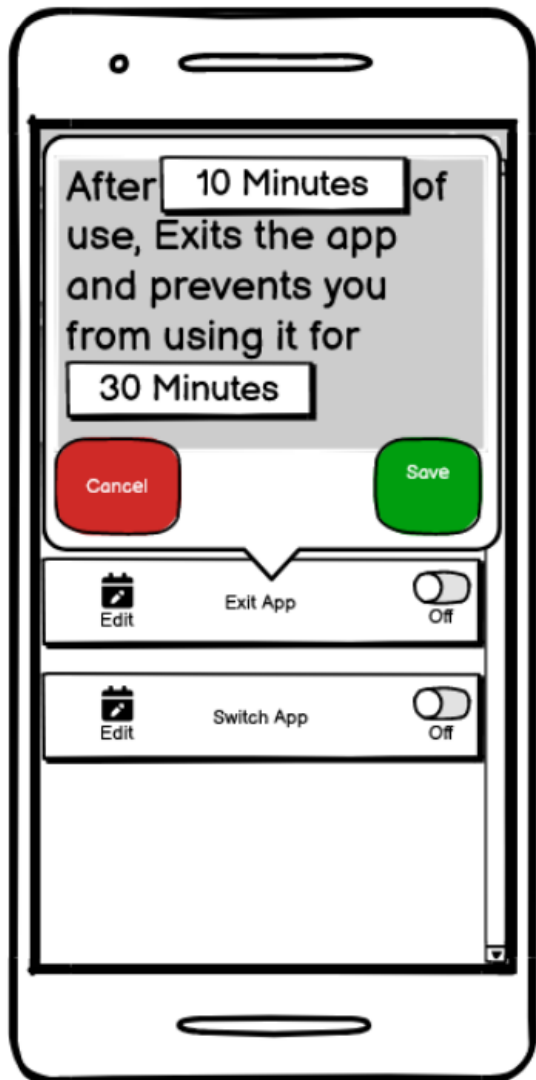 After 10 Minutes of
use, Exits the app
and prevents you
from using it for
30 Minutes
Cancel
Save
Exit App
Edit
Off
Switch App
Edit
Off